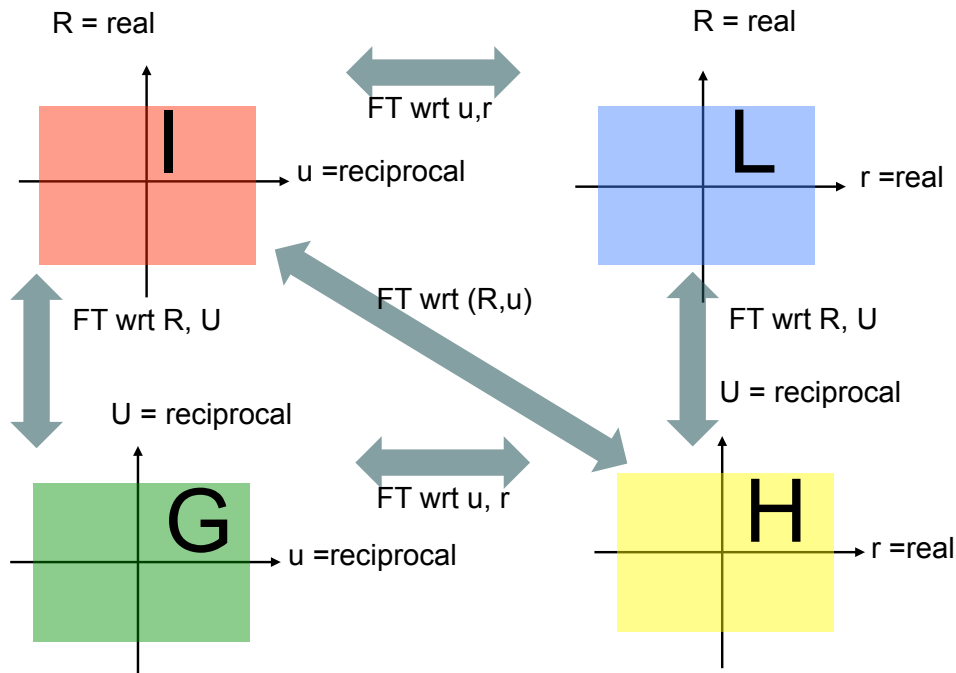 R = real
R = real
FT wrt u,r
I
L
u =reciprocal
r =real
FT wrt (R,u)
FT wrt R, U
FT wrt R, U
U = reciprocal
U = reciprocal
G
H
FT wrt u, r
u =reciprocal
r =real